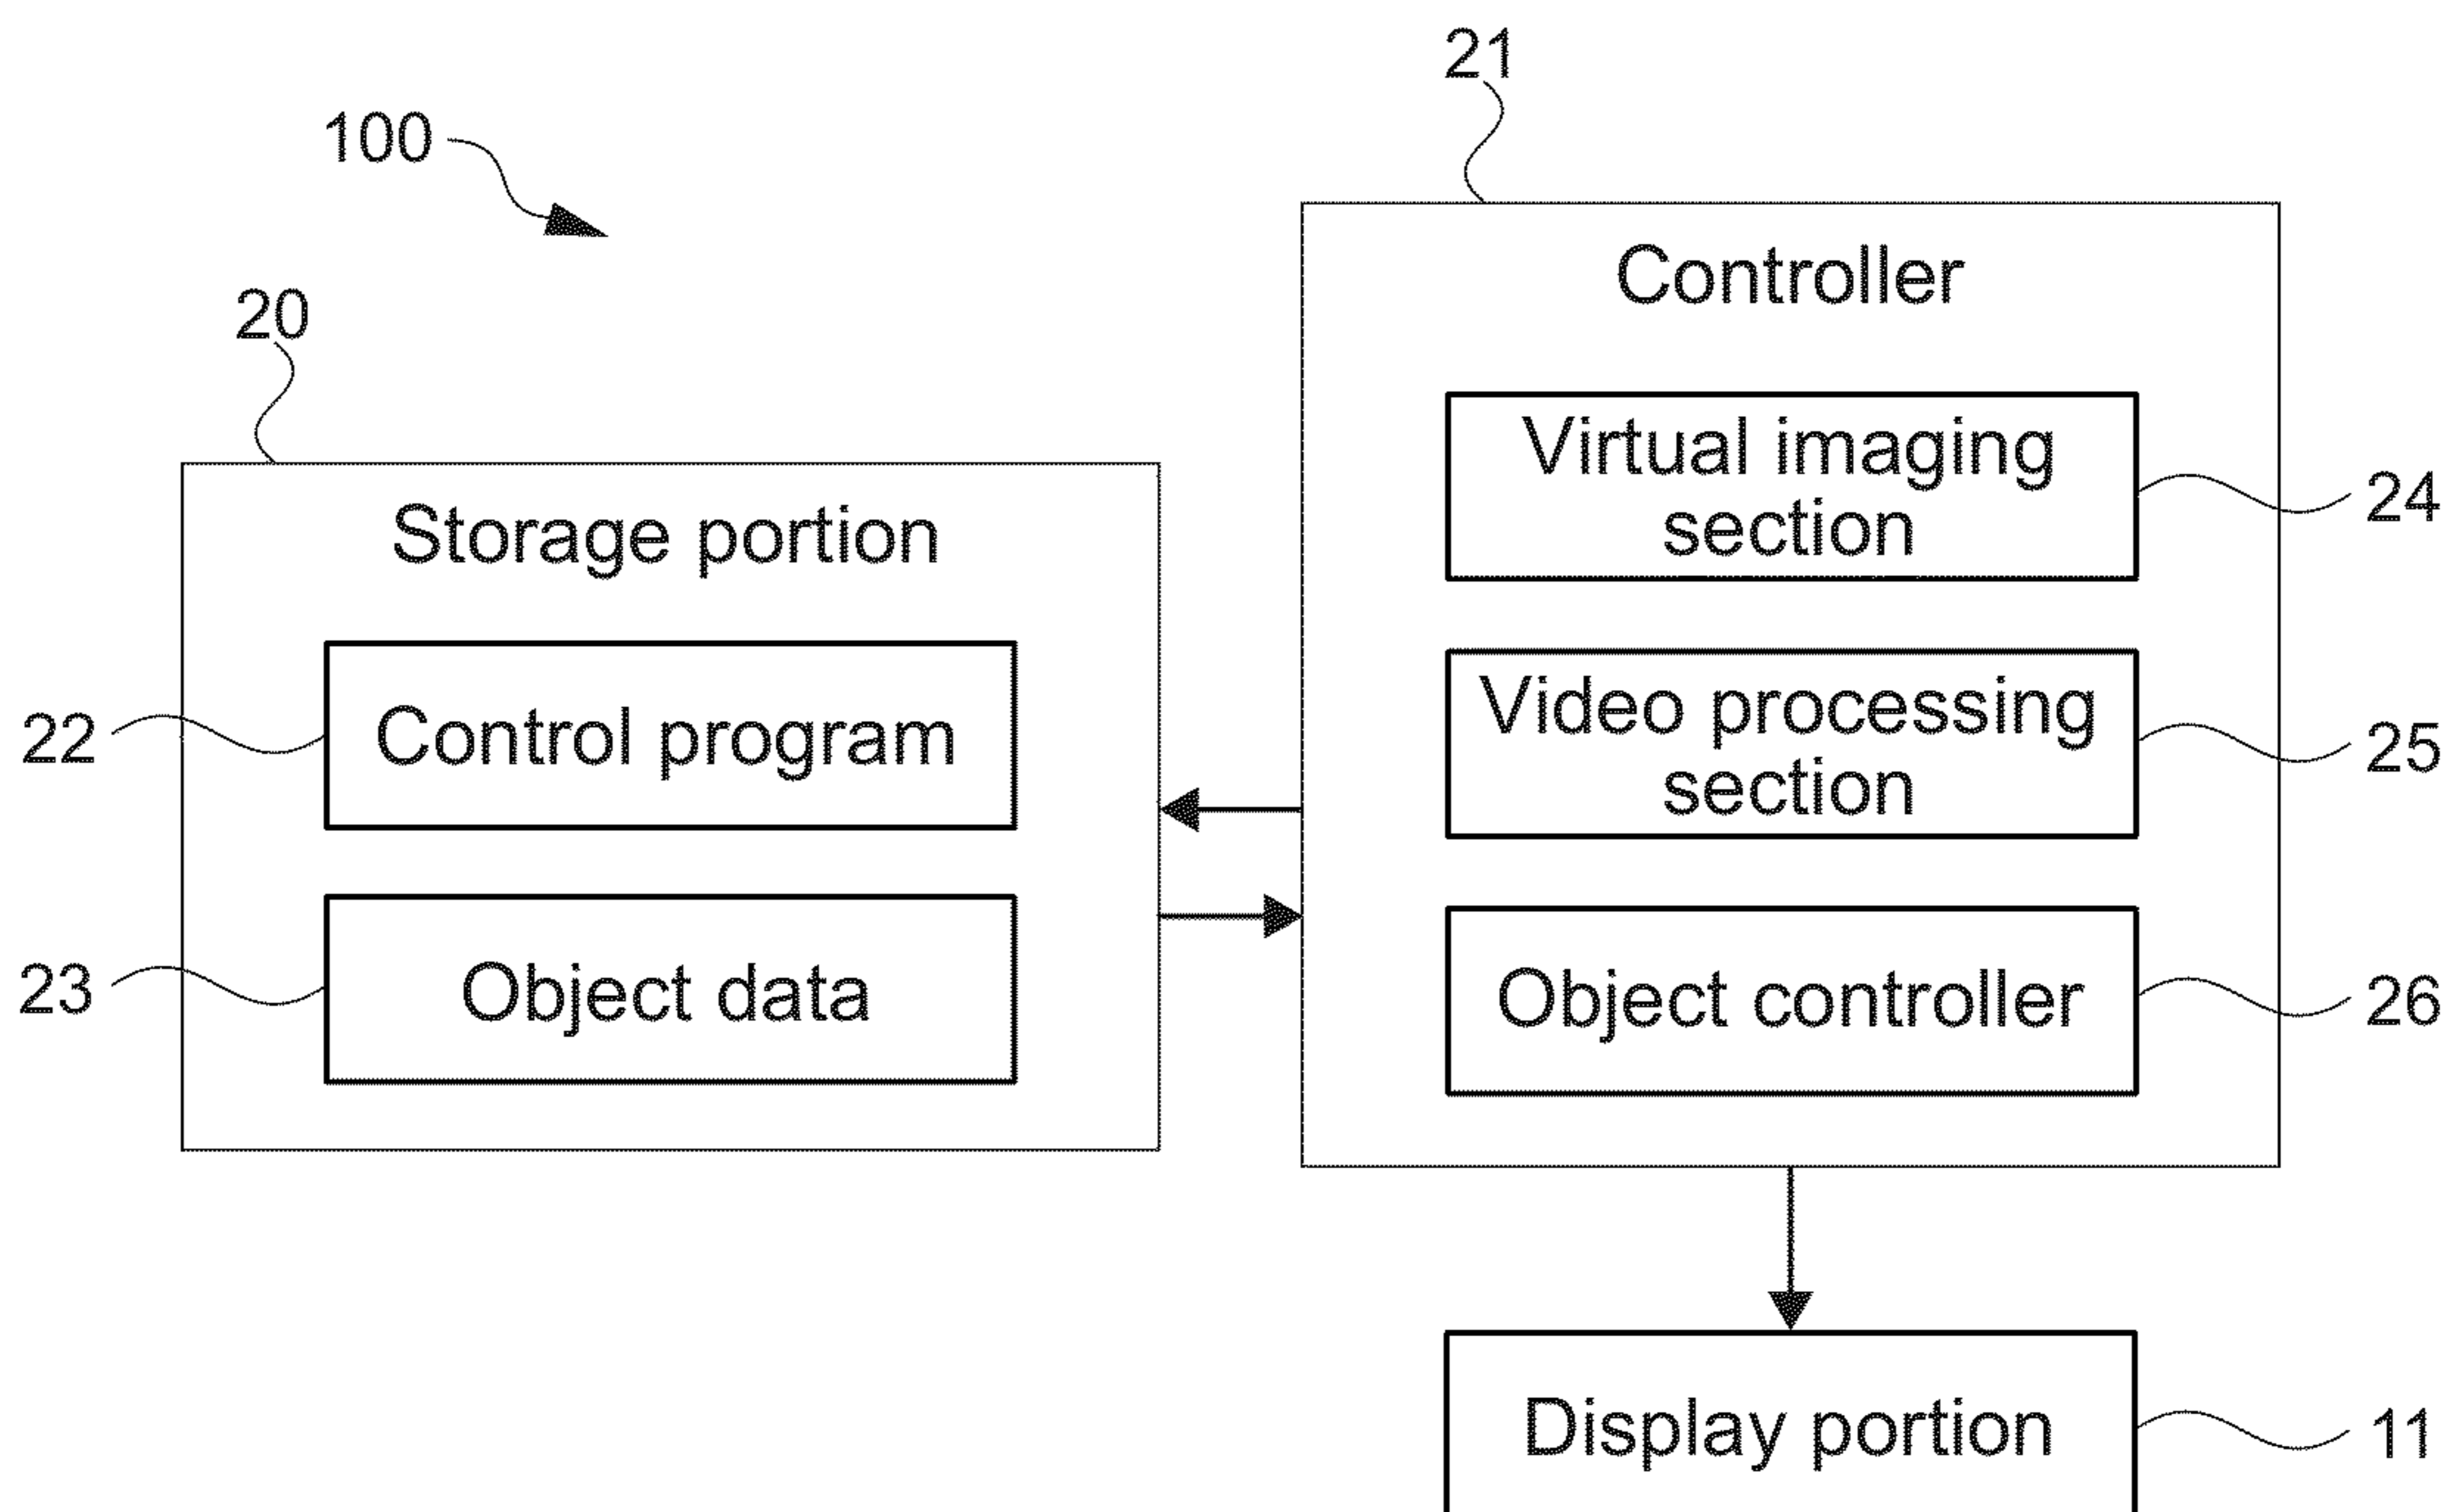 21
100
Controller
20
Virtual imaging
section
24
Storage portion
22
Control program
Video processing
section
25
23
Object data
Object controller
26
Display portion
11